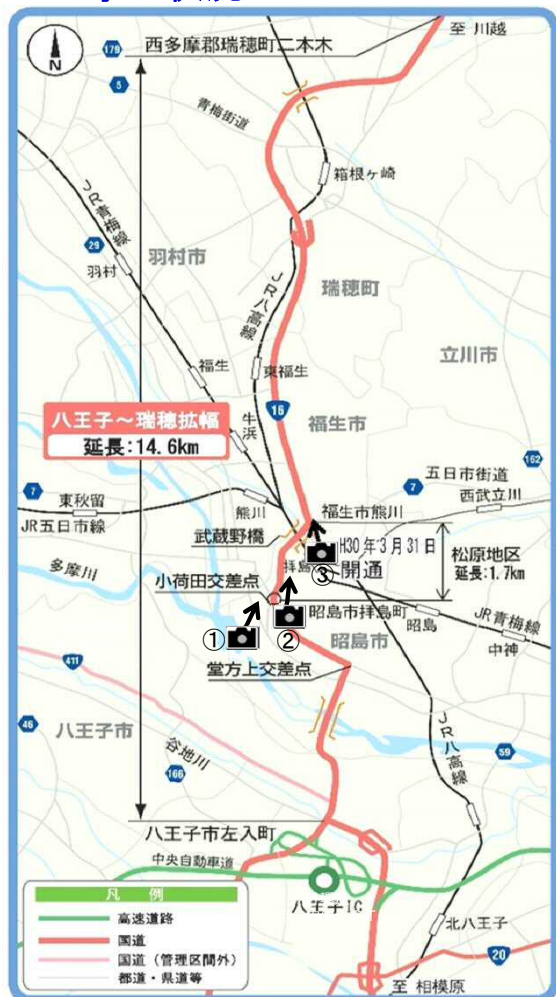 至 川越
西多摩郡瑞穂町二本木
N
179
5
青梅街道
箱根ヶ崎
JR青梅線
29
羽村市
羽村
JR八高線
瑞穂町
立川市
福生
東福生
16
八王子～瑞穂拡幅
延長:14.6km
牛浜
福生市
162
7
五日市街道
7
西武立川
東秋留
熊川
福生市熊川
JR五日市線
武蔵野橋
H30年3月31日
開通
③
松原地区
延長:1.7km
多摩川
拝島
小荷田交差点
昭島市拝島町
昭島
JR青梅線
中神
①
②
昭島市
堂方上交差点
411
46
八王子市
谷地川
166
59
JR八高線
八王子市左入町
中央自動車道
八王子IC
北八王子
20
至 相模原
凡 例
高速道路
国道
国道（管理区間外）
都道・県道等